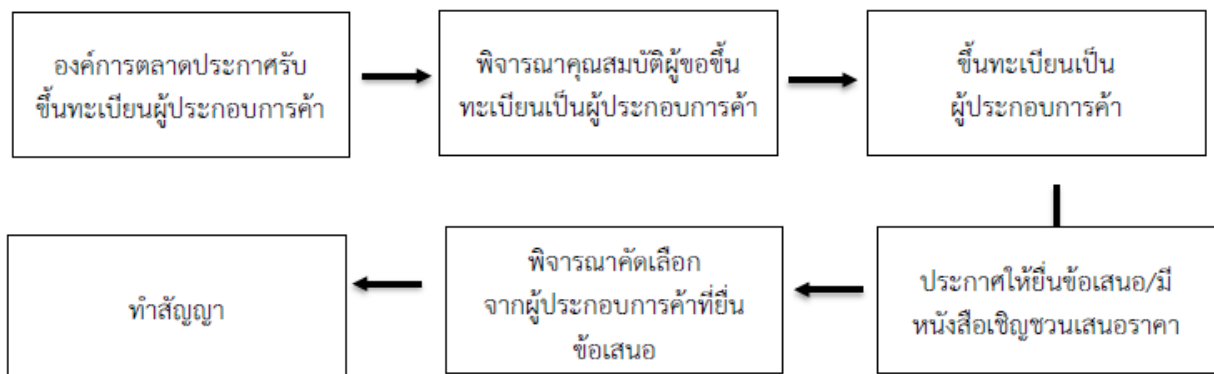 องค์การตลาดประกาศรับ
ขึ้นทะเบียนผู้ประกอบการค้า
พิจารณาคุณสมบัติผู้ขอขึ้น
ทะเบียนเป็นผู้ประกอบการค้า
ขึ้นทะเบียนเป็น
ผู้ประกอบการค้า
ประกาศให้ยื่นข้อเสนอ/มี
หนังสือเชิญชวนเสนอราคา
พิจารณาคัดเลือก
จากผู้ประกอบการค้าที่ยื่น
ข้อเสนอ
ทำสัญญา